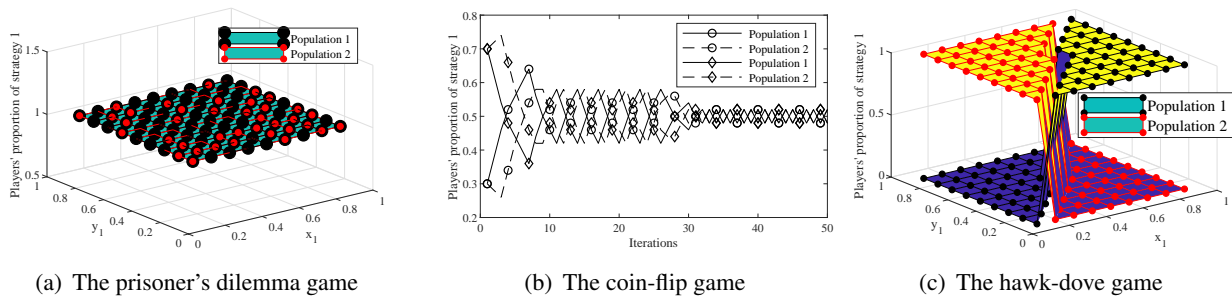 Players' proportion of strategy 1
1.5
1
0.5
1
0.8
0.6
0.4
0.2
0
y1
0
0.2
0.4
0.6
0.8
1
x1
Population 1
Population 2
(a) The prisoner's dilemma game
Players' proportion of strategy 1
0.8
0.7
0.6
0.5
0.4
0.3
0.2
0
10
20
30
40
50
Iterations
Population 1
Population 2
Population 1
Population 2
(b) The coin-flip game
Players' proportion of strategy 1
1
0.5
0
1
0.8
0.6
0.4
0.2
0
y1
0
0.2
0.4
0.6
0.8
1
x1
Population 1
Population 2
(c) The hawk-dove game